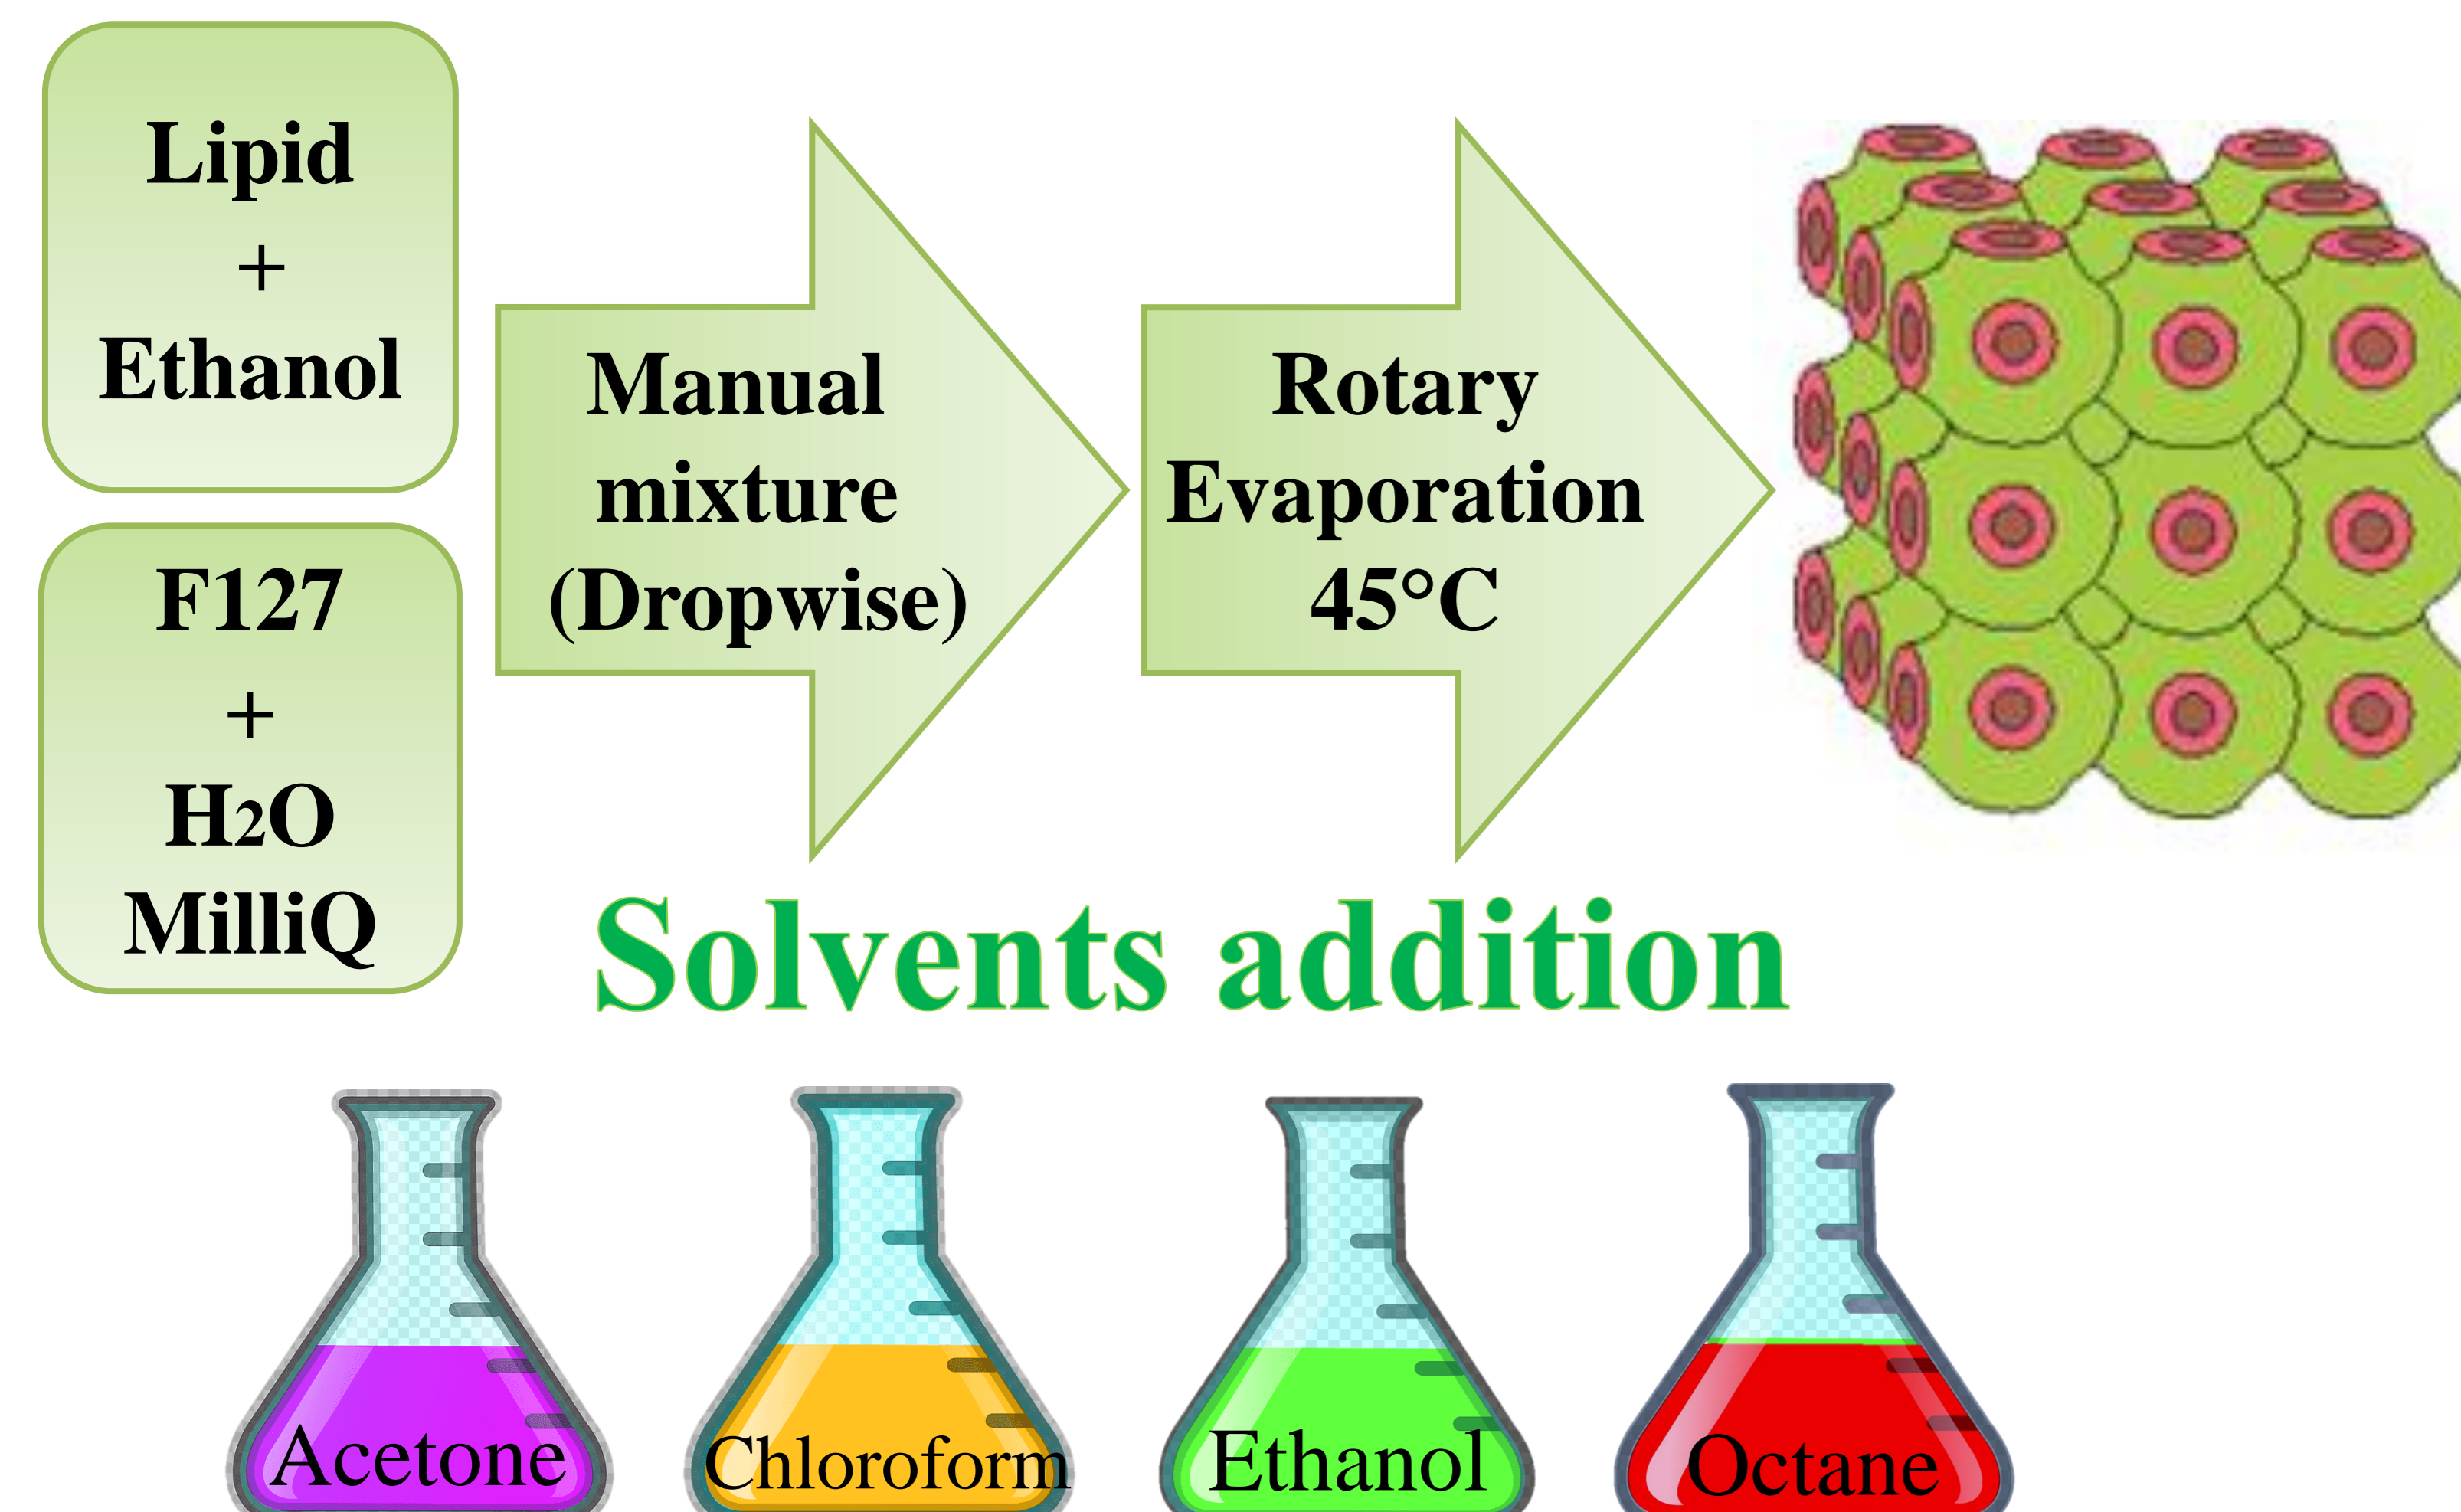 Lipid
+
Ethanol
F127
+
H2O
MilliQ
Manual
mixture
(Dropwise)
Rotary
Evaporation
45°C
Solvents addition
Acetone
Chloroform
Ethanol
Octane